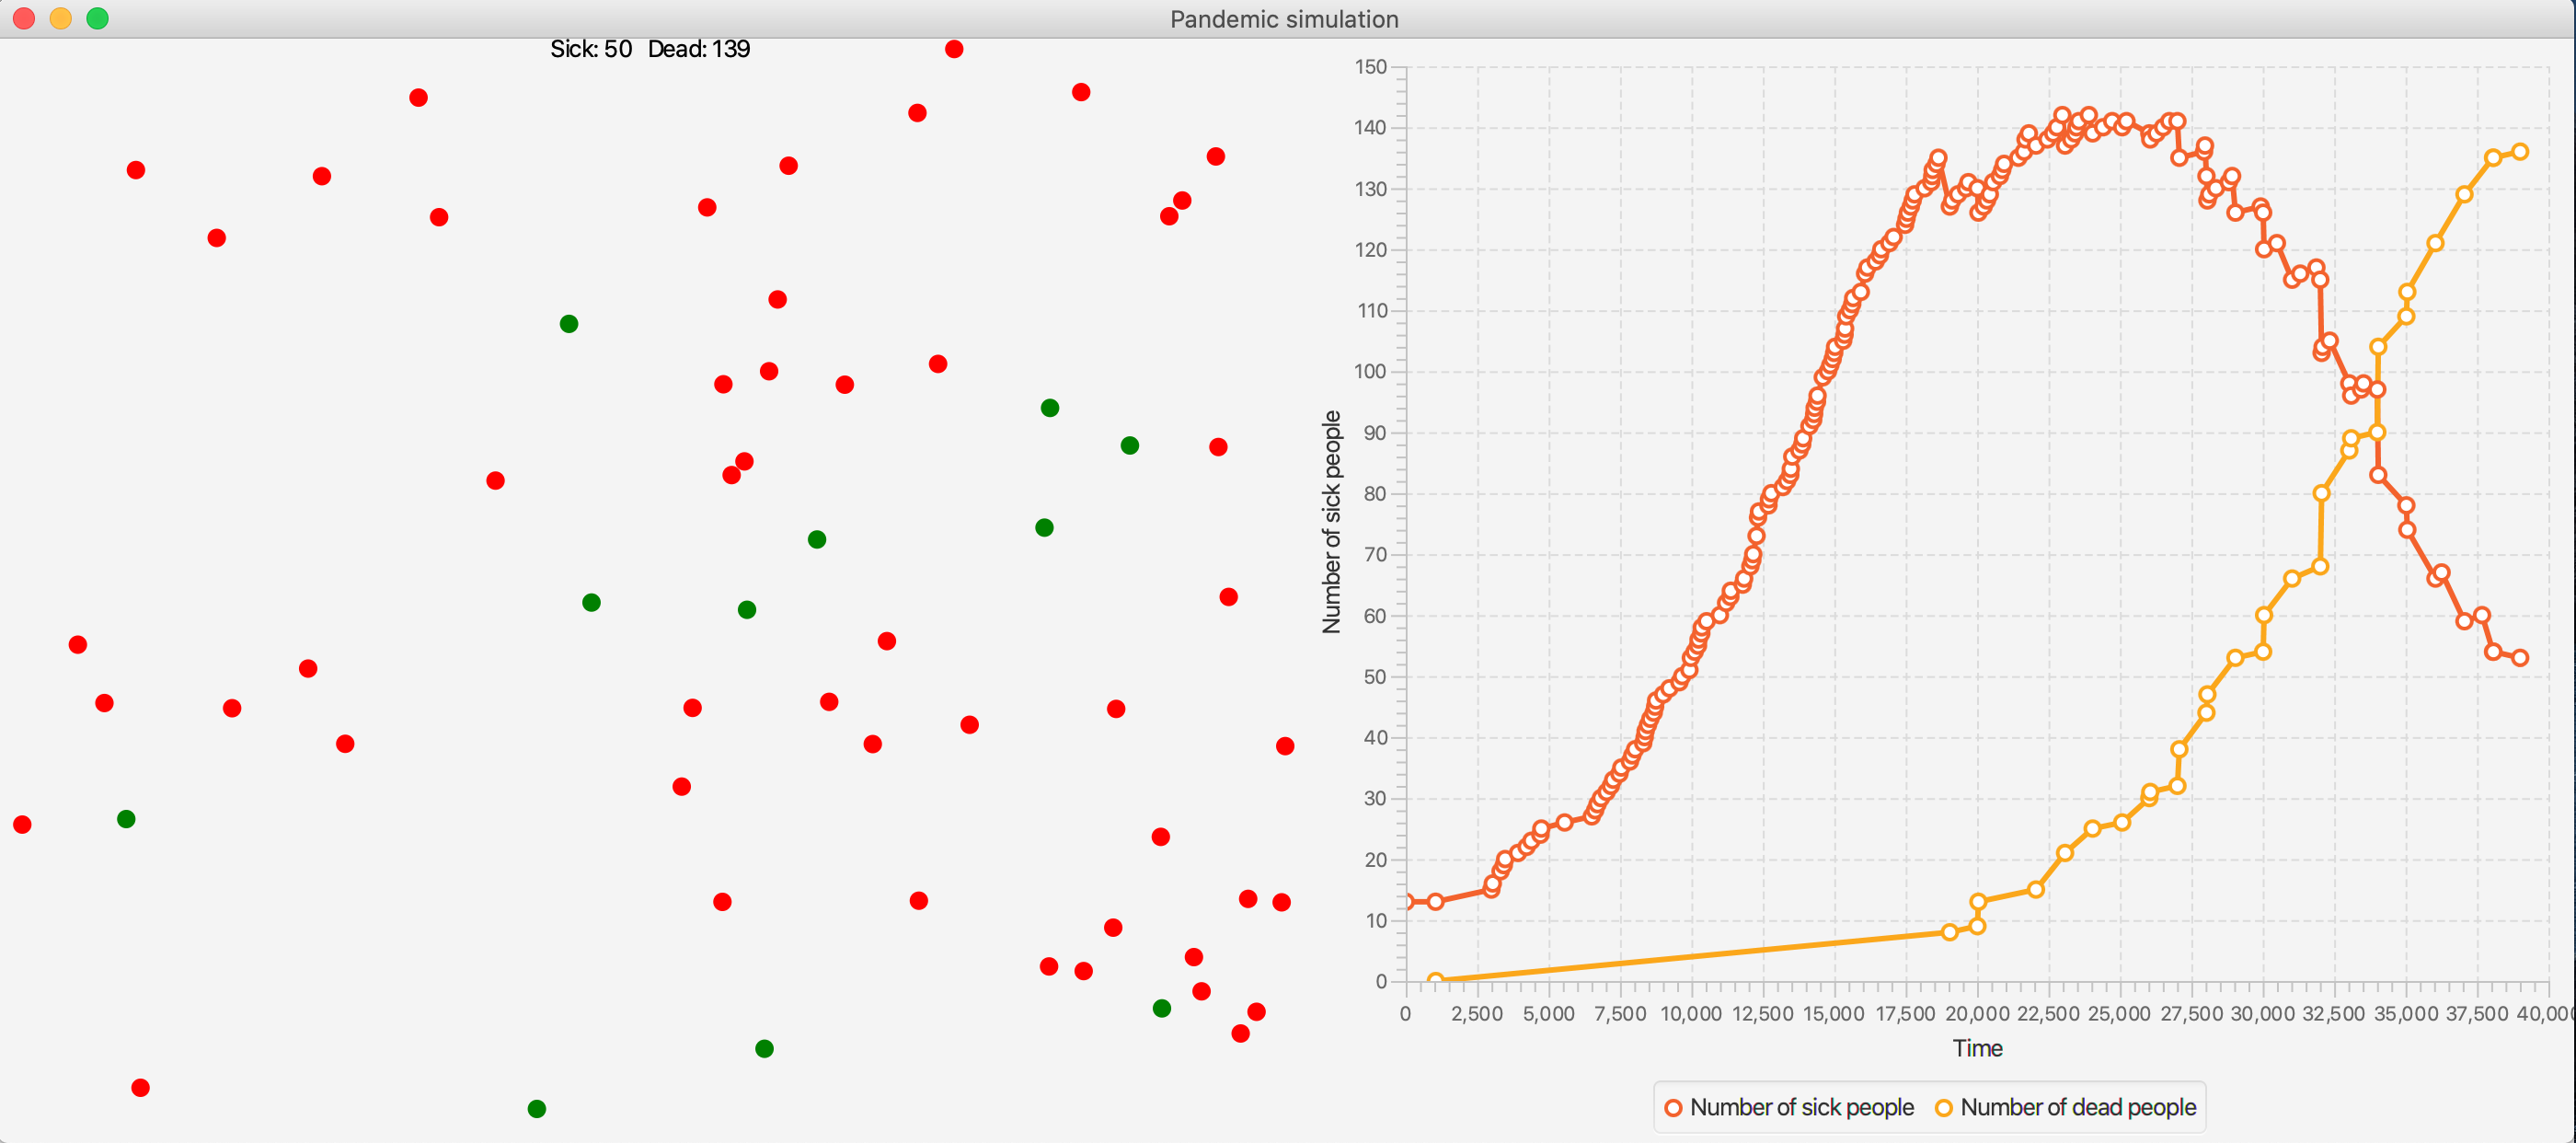 Pandemic simulation
Sick: 50 Dead: 139
150
140
130
120
110
100
90
80
70
60
50
40
30
20
10
0
Number of sick people
0 2,500 5,000 7,500 10,000 12,500 15,000 17,500 20,000 22,500 25,000 27,500 30,000 32,500 35,000 37,500 40,000
Time
Number of sick people Number of dead people